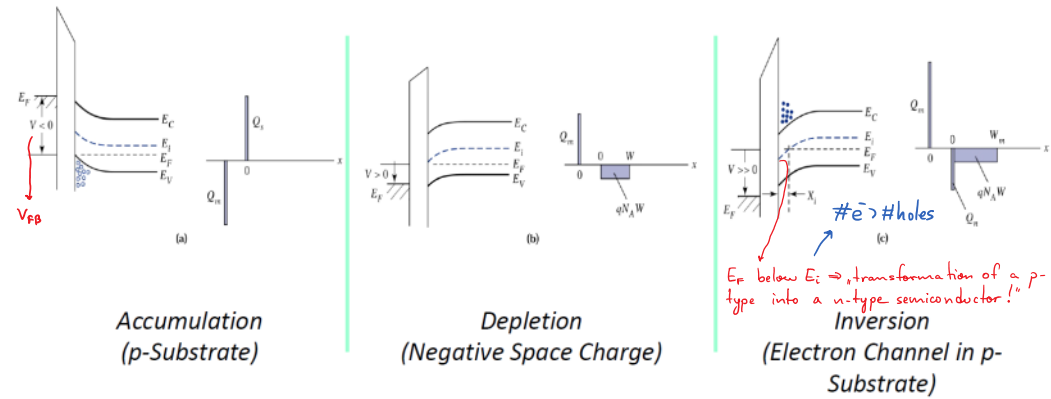 E_F
V < 0
V_FB
E_C
E_i
E_F
E_V
Q_s
Q_m
x
(a)
V > 0
E_F
E_C
E_i
E_F
E_V
Q_m
0
W
0
x
qN_A W
(b)
V >> 0
E_F
E_C
E_i
E_F
E_V
X_i
Q_m
0
W_m
0
x
qN_A W
Q_n
#e⁻>#holes
(c)
E_F below E_i ⇒ „transformation of a p-
type into a n-type semiconductor!"
Accumulation
(p-Substrate)
Depletion
(Negative Space Charge)
Inversion
(Electron Channel in p-
Substrate)